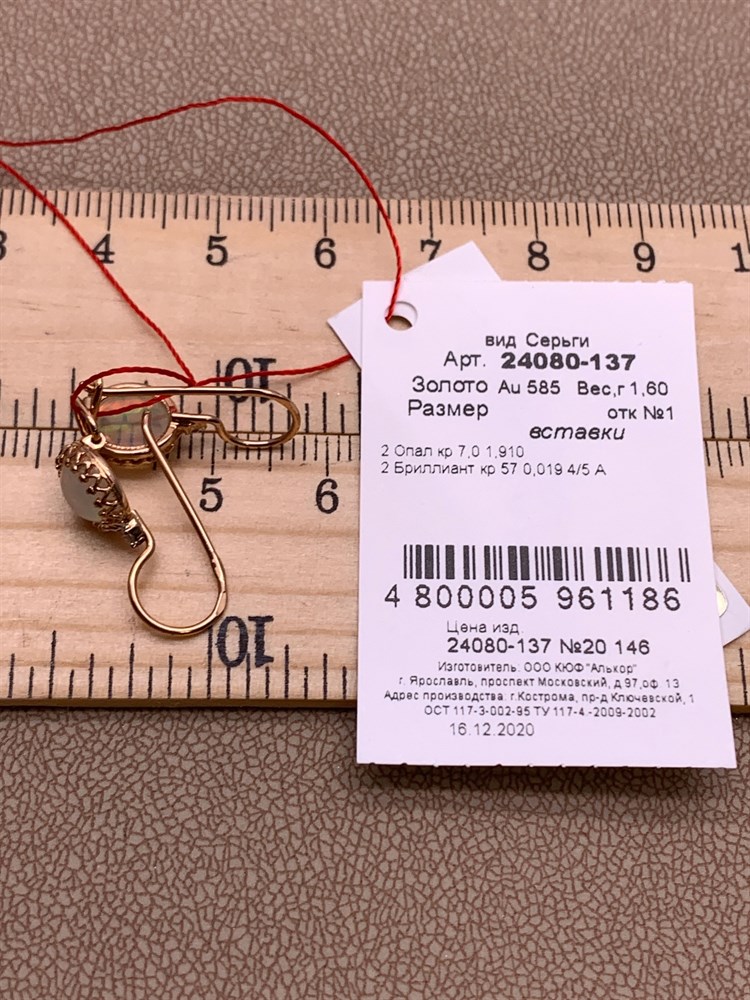 3 4 5 6 7 8 9 1
10
5 6
10
вид Серьги
Арт. 24080-137
Золото Au 585 Вес,г 1,60
Размер отк №1
вставки
2 Опал кр 7,0 1,910
2 Бриллиант кр 57 0,019 4/5 А
4 800005 961186
Цена изд.
24080-137 №20 146
Изготовитель: ООО КЮФ "Алькор"
г. Ярославль, проспект Московский, д.97,оф. 13
Адрес производства: г.Кострома, пр-д Ключевской, 1
ОСТ 117-3-002-95 ТУ 117-4-2009-2002
16.12.2020